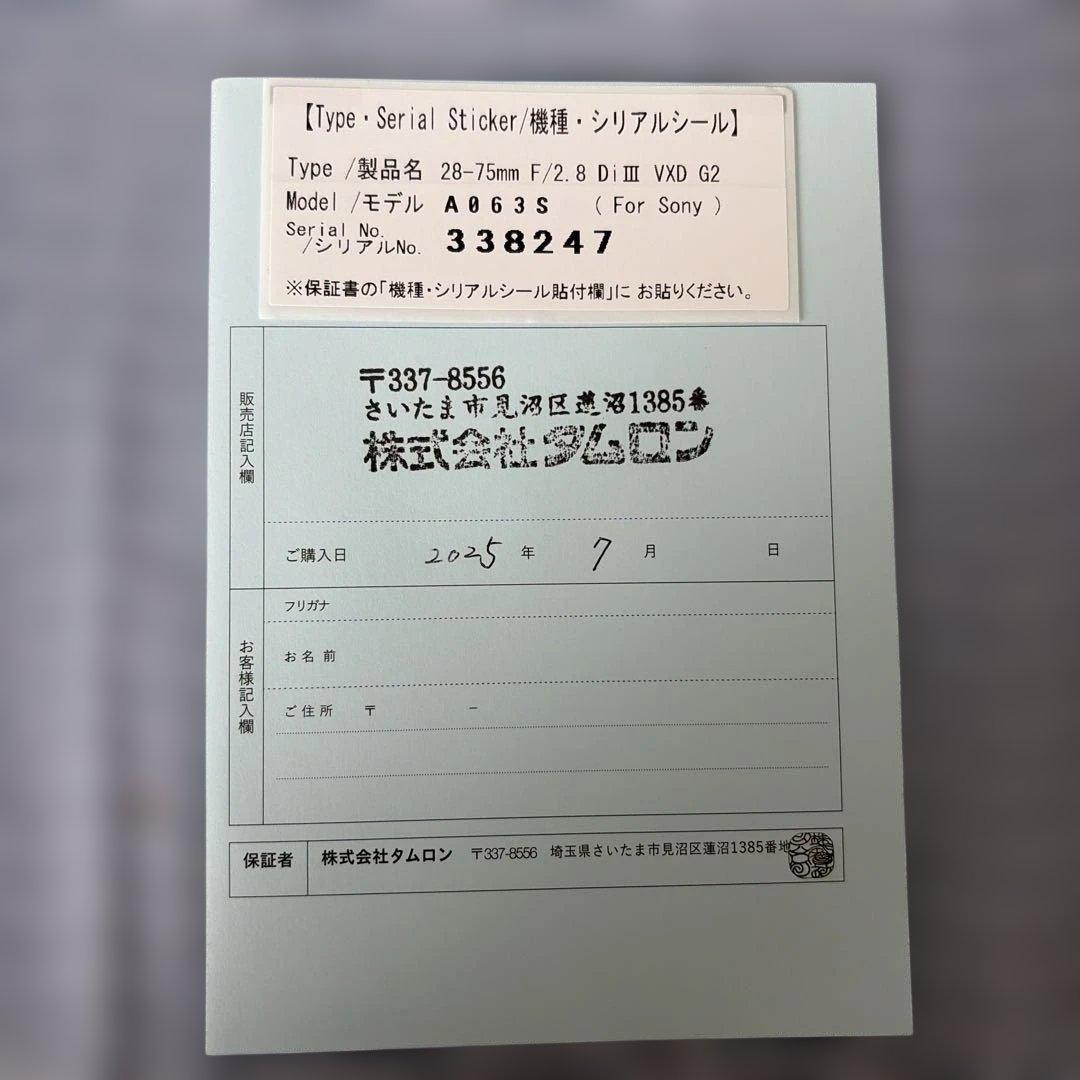 【Type・Serial Sticker/機種・シリアルシール】
Type /製品名 28-75mm F/2.8 DiⅢ VXD G2
Model /モデル A063S ( For Sony )
Serial No.
/シリアルNo. 338247
※保証書の「機種・シリアルシール貼付欄」に お貼りください。
販売店記入欄
〒337-8556
さいたま市見沼区蓮沼1385番
株式会社タムロン
ご購入日 2025 年 7 月 日
お客様記入欄
フリガナ
お名前
ご住所 〒 −
保証者 株式会社タムロン 〒337-8556 埼玉県さいたま市見沼区蓮沼1385番地